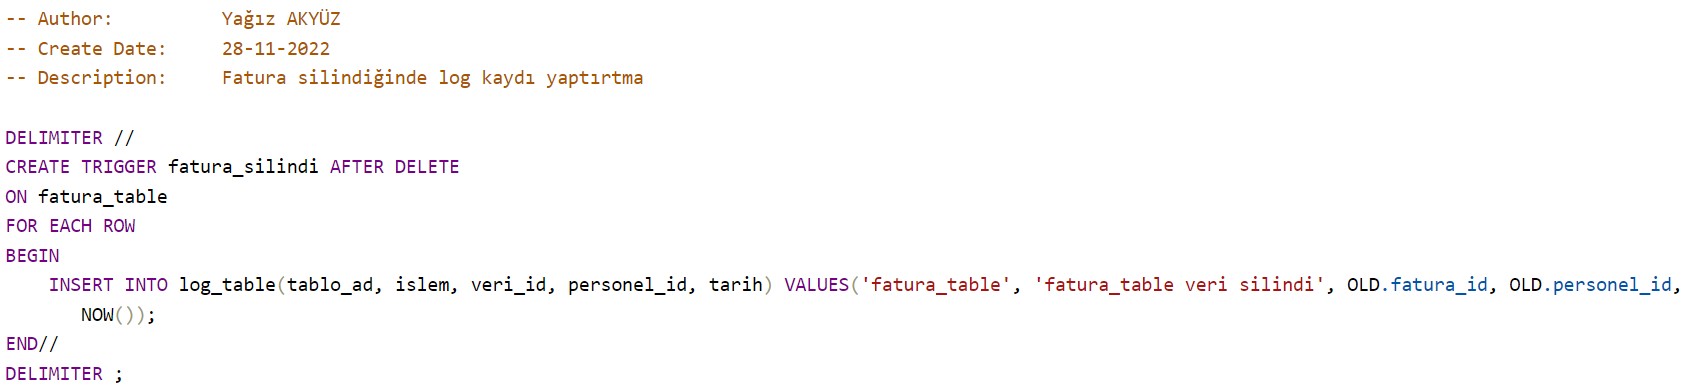 -- Author:          Yağız AKYÜZ
-- Create Date:     28-11-2022
-- Description:     Fatura silindiğinde log kaydı yaptırtma

DELIMITER //
CREATE TRIGGER fatura_silindi AFTER DELETE
ON fatura_table
FOR EACH ROW
BEGIN
    INSERT INTO log_table(tablo_ad, islem, veri_id, personel_id, tarih) VALUES('fatura_table', 'fatura_table veri silindi', OLD.fatura_id, OLD.personel_id,
       NOW());
END//
DELIMITER ;